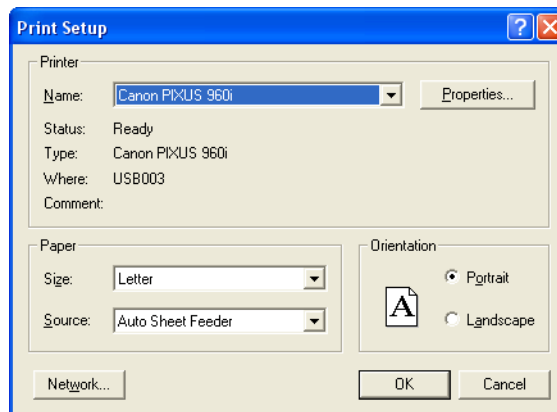 Print Setup
Printer
Name: Canon PIXUS 960i Properties...
Status: Ready
Type: Canon PIXUS 960i
Where: USB003
Comment:
Paper
Size: Letter
Source: Auto Sheet Feeder
Orientation
A
Portrait
Landscape
Network... OK Cancel